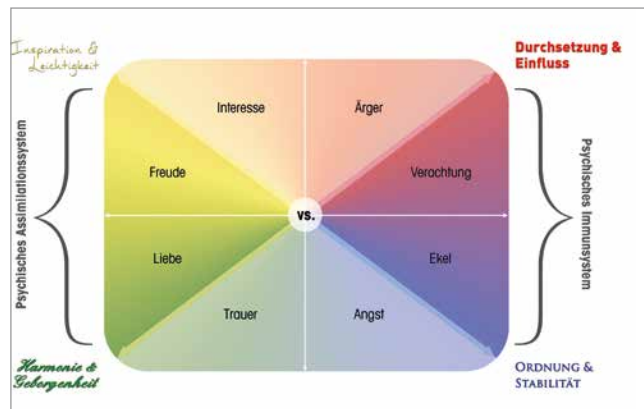 Inspiration &
Leichtigkeit
Durchsetzung &
Einfluss
Interesse
Ärger
Psychisches Assimilationssystem
Freude
Verachtung
Psychisches Immunsystem
vs.
Liebe
Ekel
Trauer
Angst
Harmonie &
Geborgenheit
Ordnung &
Stabilität